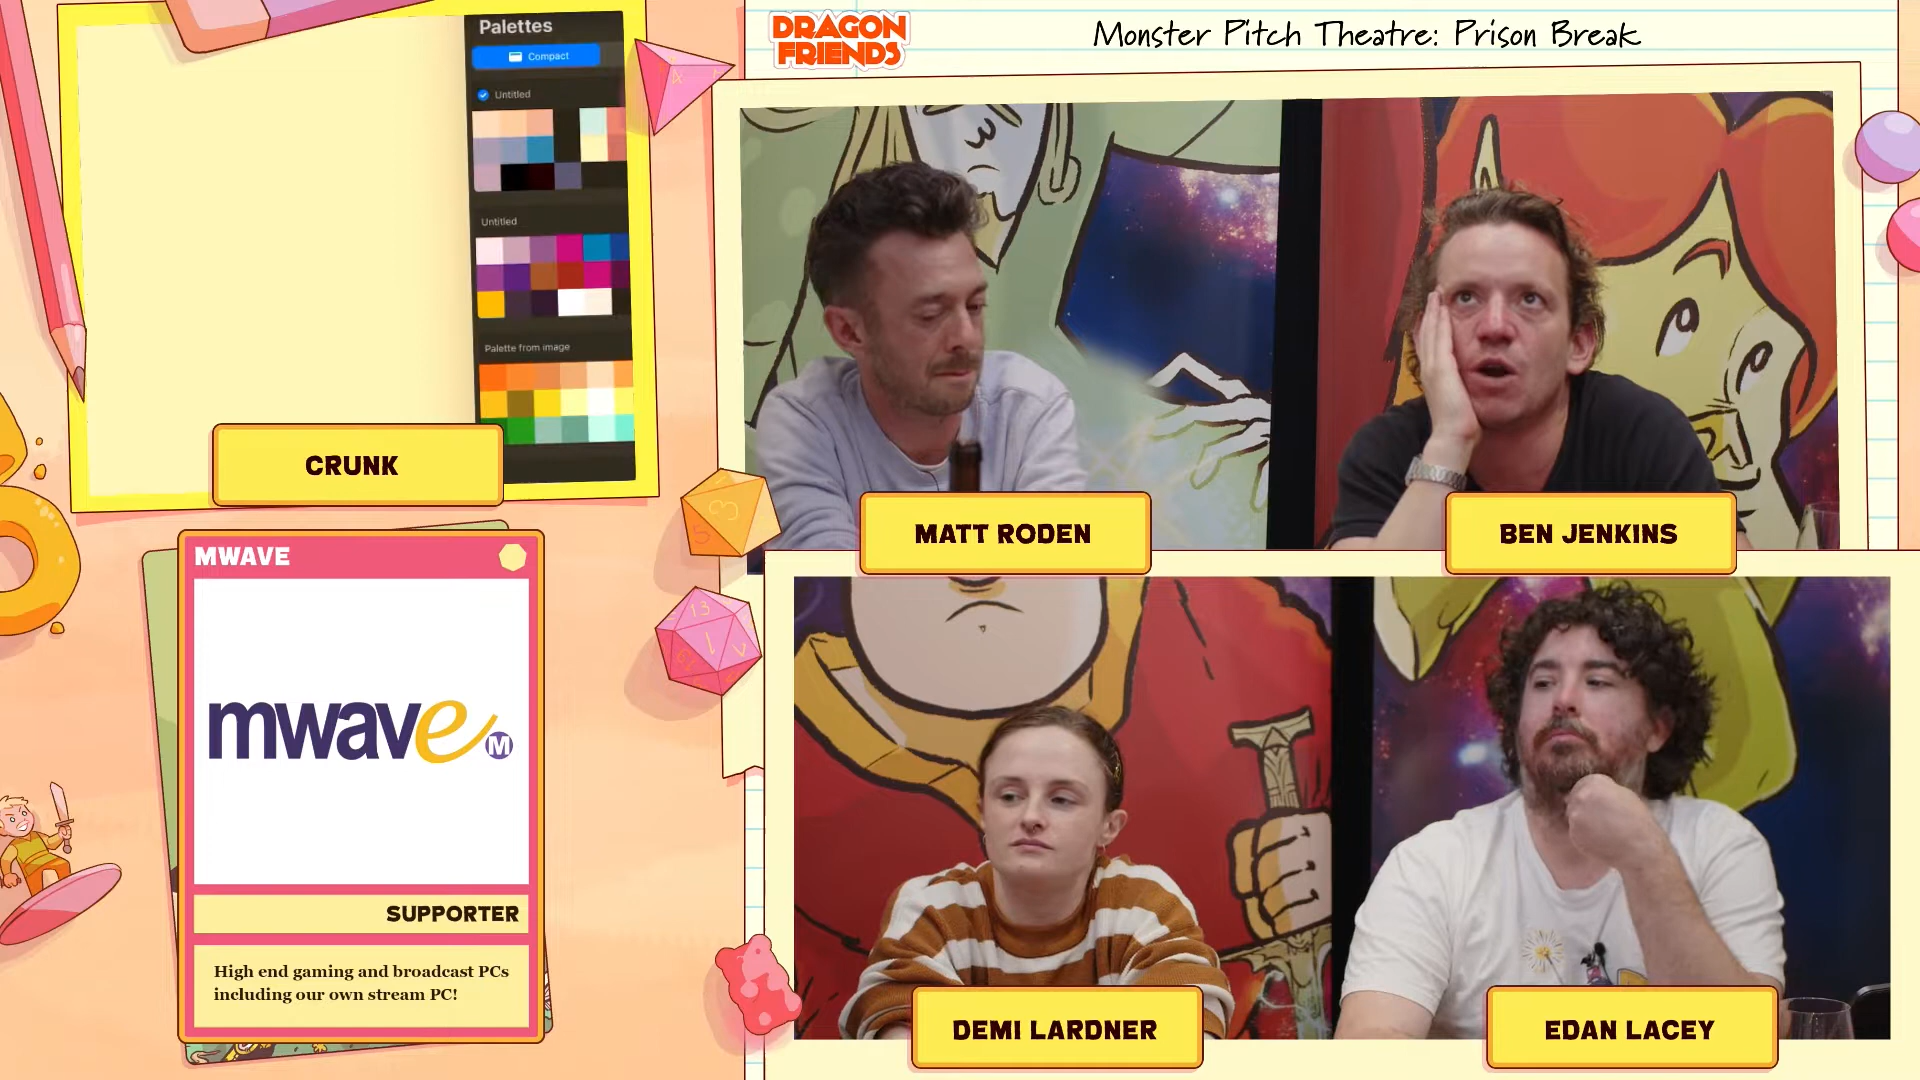 Palettes
Compact
Untitled
Untitled
Palette from image
CRUNK
MWAVE
mwave M
SUPPORTER
High end gaming and broadcast PCs
including our own stream PC!
DRAGON
FRIENDS
Monster Pitch Theatre: Prison Break
MATT RODEN
BEN JENKINS
DEMI LARDNER
EDAN LACEY